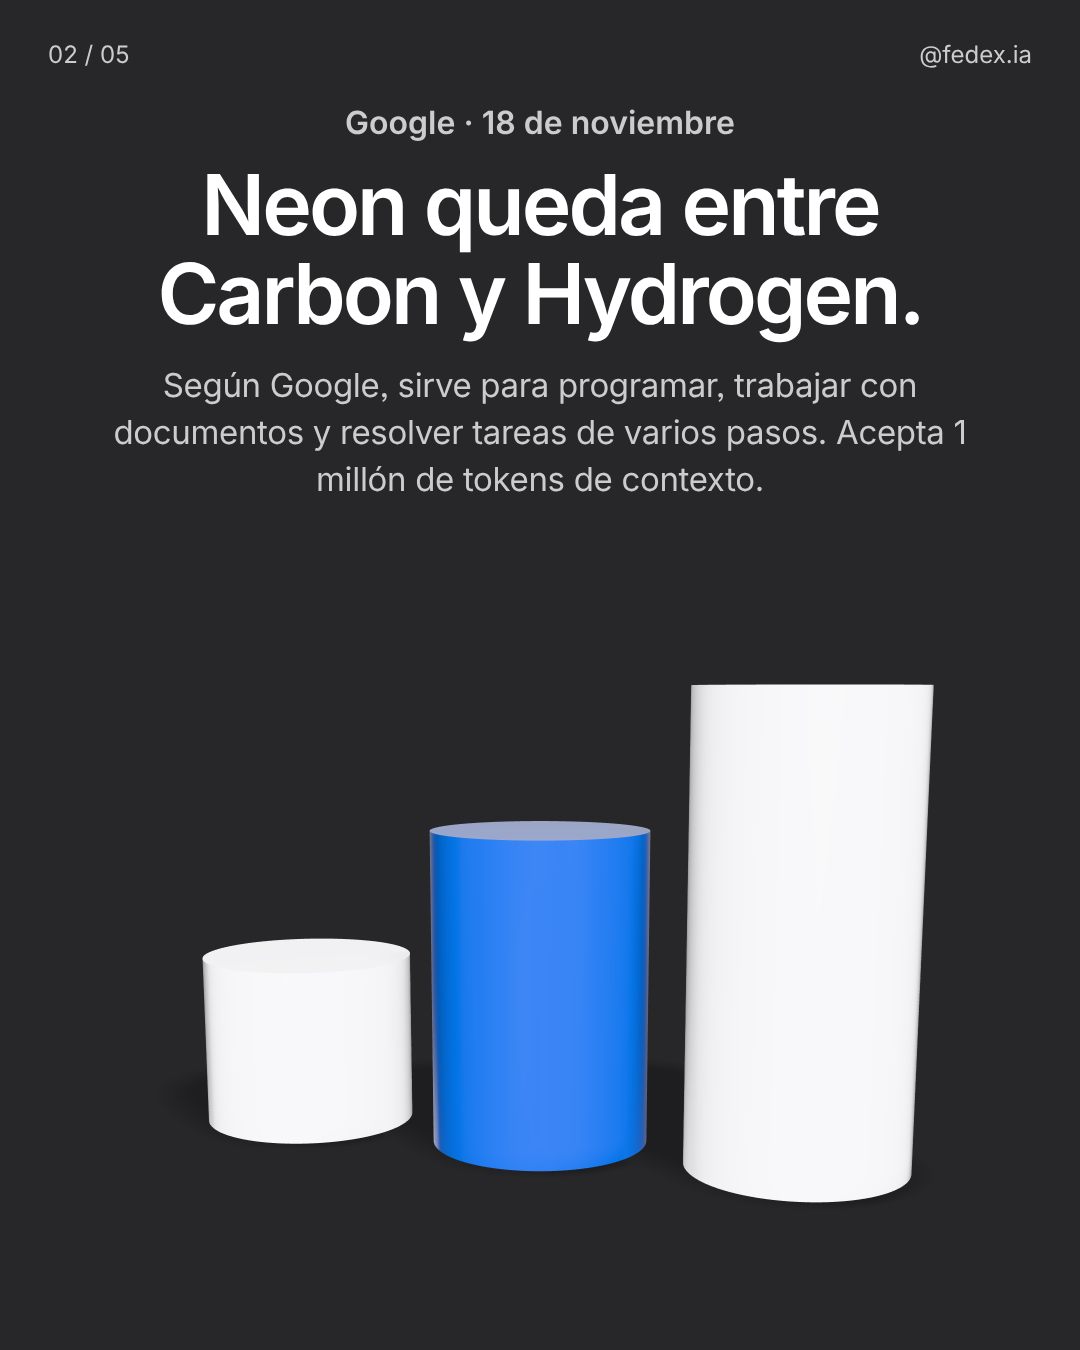 02 / 05
@fedex.ia
Google · 18 de noviembre
Neon queda entre
Carbon y Hydrogen.
Según Google, sirve para programar, trabajar con
documentos y resolver tareas de varios pasos. Acepta 1
millón de tokens de contexto.